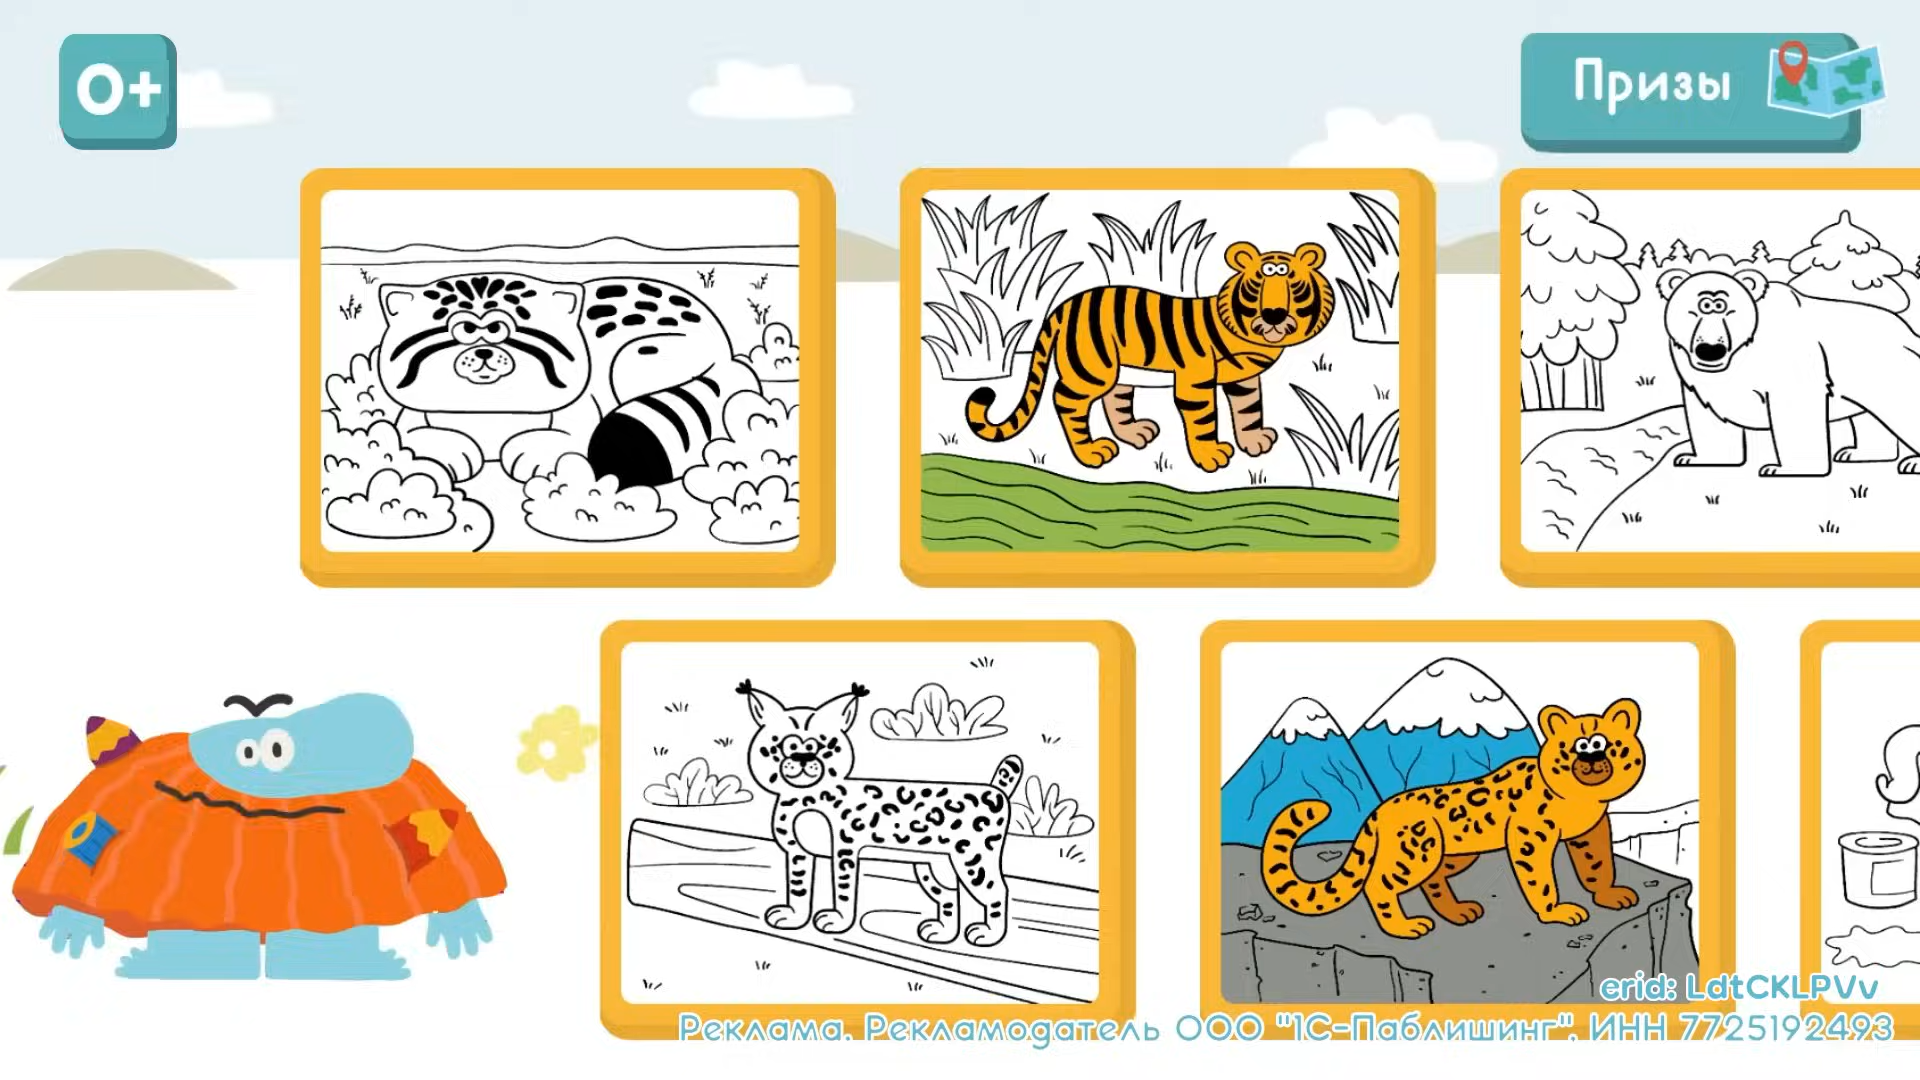 0+
Призы
erid: LdtCKLPVv
Реклама. Рекламодатель ООО "1С-Паблишинг", ИНН 7725192493